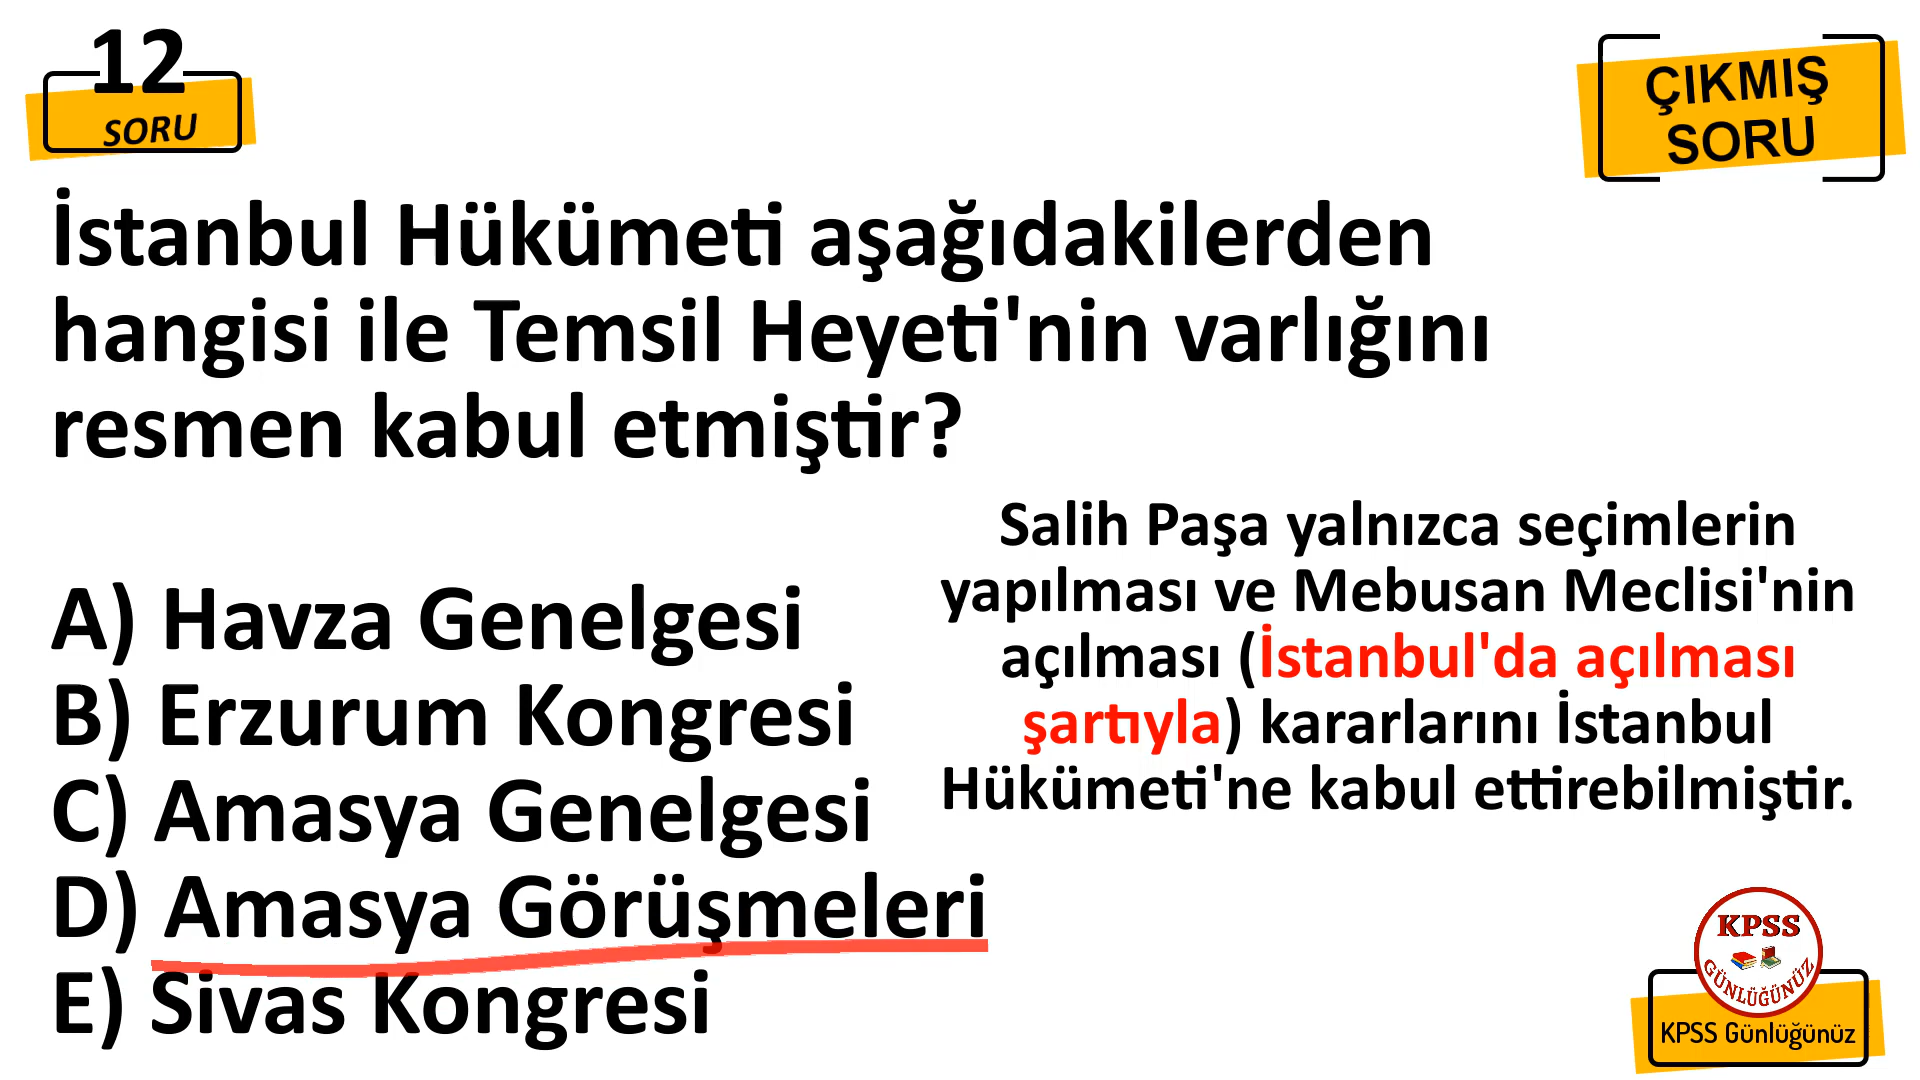 12
SORU
ÇIKMIŞ
SORU
İstanbul Hükümeti aşağıdakilerden
hangisi ile Temsil Heyeti'nin varlığını
resmen kabul etmiştir?
A) Havza Genelgesi
B) Erzurum Kongresi
C) Amasya Genelgesi
D) Amasya Görüşmeleri
E) Sivas Kongresi
Salih Paşa yalnızca seçimlerin
yapılması ve Mebusan Meclisi'nin
açılması (İstanbul'da açılması
şartıyla) kararlarını İstanbul
Hükümeti'ne kabul ettirebilmiştir.
KPSS
GÜNLÜĞÜNÜZ
KPSS Günlüğünüz